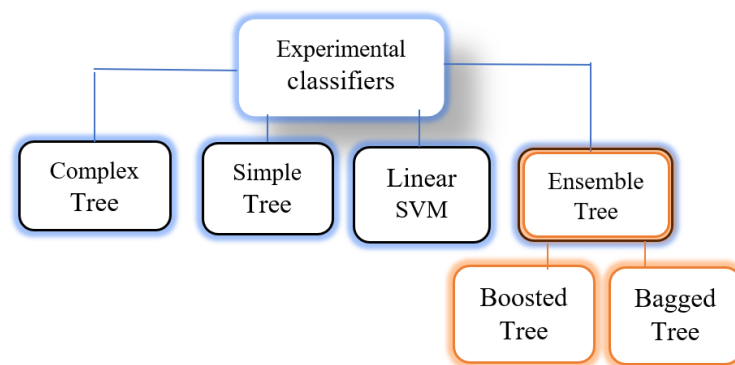 Experimental
classifiers
Complex
Tree
Simple
Tree
Linear
SVM
Ensemble
Tree
Boosted
Tree
Bagged
Tree